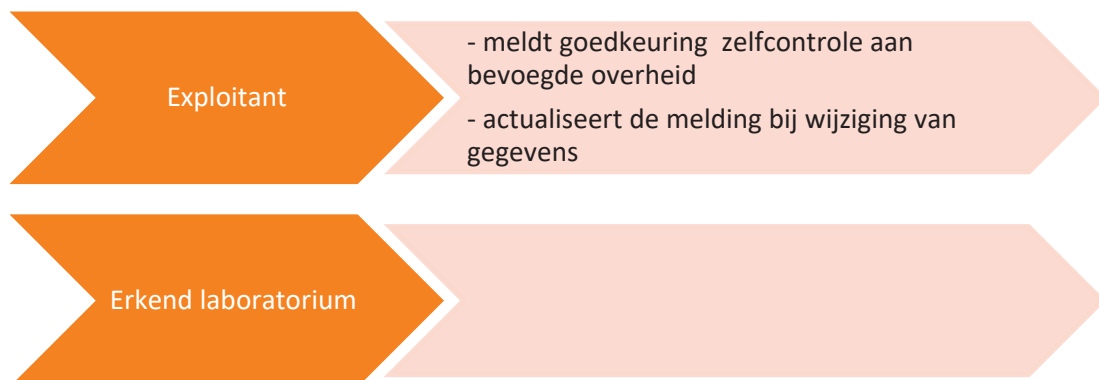 Exploitant
- meldt goedkeuring  zelfcontrole aan
bevoegde overheid
- actualiseert de melding bij wijziging van
gegevens
Erkend laboratorium